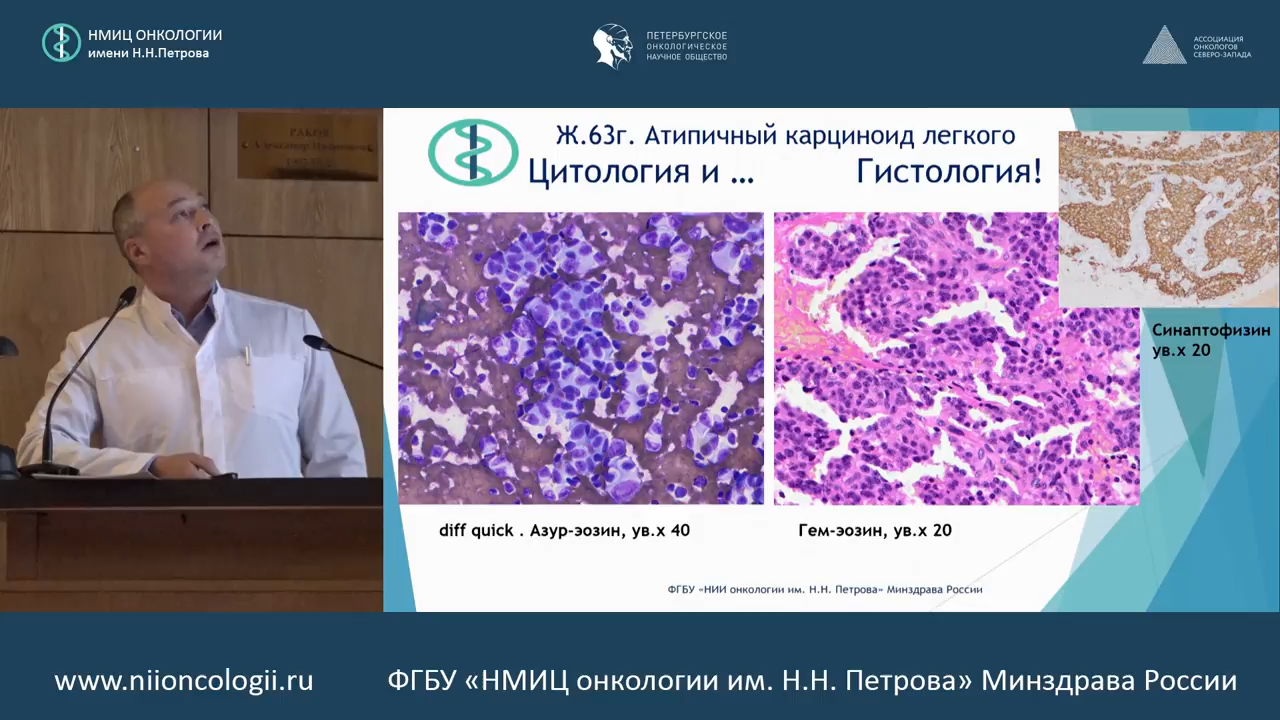 НМИЦ ОНКОЛОГИИ
имени Н.Н.Петрова
ПЕТЕРБУРГСКОЕ
ОНКОЛОГИЧЕСКОЕ
НАУЧНОЕ ОБЩЕСТВО
АССОЦИАЦИЯ
ОНКОЛОГОВ
СЕВЕРО-ЗАПАДА
РАКОВ
Ж.63г. Атипичный карциноид легкого
Цитология и … Гистология!
Синаптофизин
ув.х 20
diff quick . Азур-эозин, ув.х 40
Гем-эозин, ув.х 20
ФГБУ «НИИ онкологии им. Н.Н. Петрова» Минздрава России
www.niioncologii.ru
ФГБУ «НМИЦ онкологии им. Н.Н. Петрова» Минздрава России